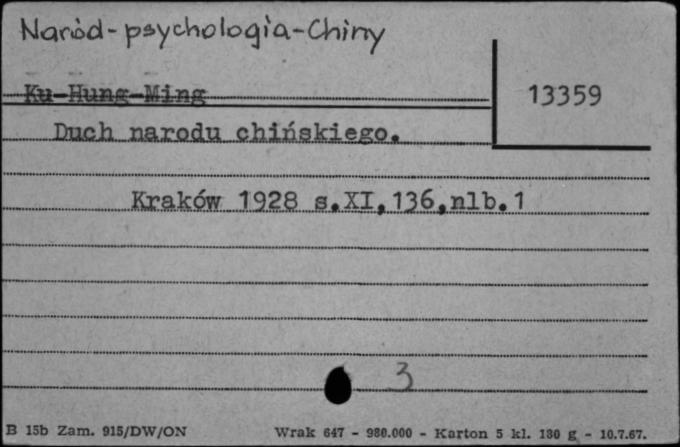 Naród-psychologia-Chiny
Ku-Hung-Ming
13359
Duch narodu chińskiego.
Kraków 1928 s.XI,136,nlb.1
3
B 15b Zam. 915/DW/ON Wrak 647 - 980.000 - Karton 5 kl. 130 g - 10.7.67.